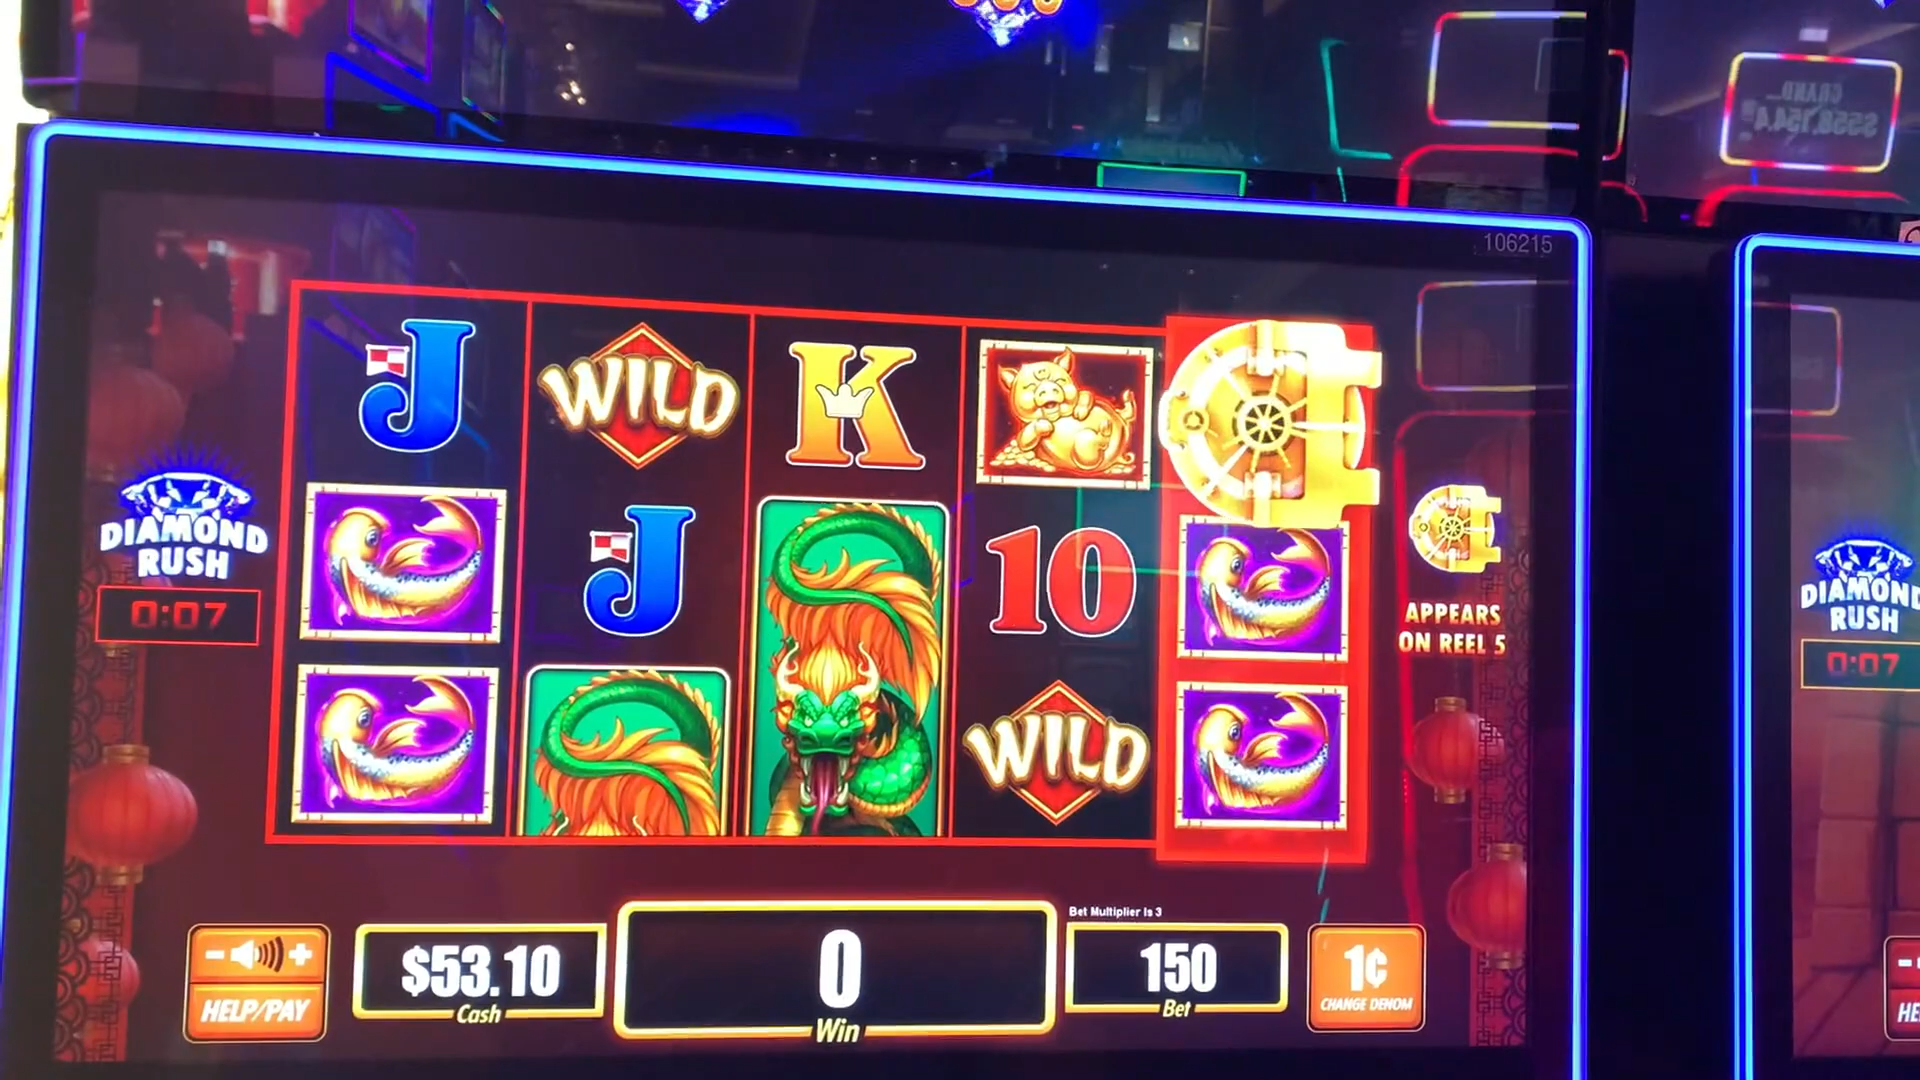 106215
J
WILD
K
J
10
WILD
DIAMOND
RUSH
0:07
APPEARS
ON REEL 5
DIAMOND
RUSH
0:07
Bet Multiplier Is 3
- +
HELP/PAY
$53.10
Cash
0
Win
150
Bet
1¢
CHANGE DENOM
-
HE